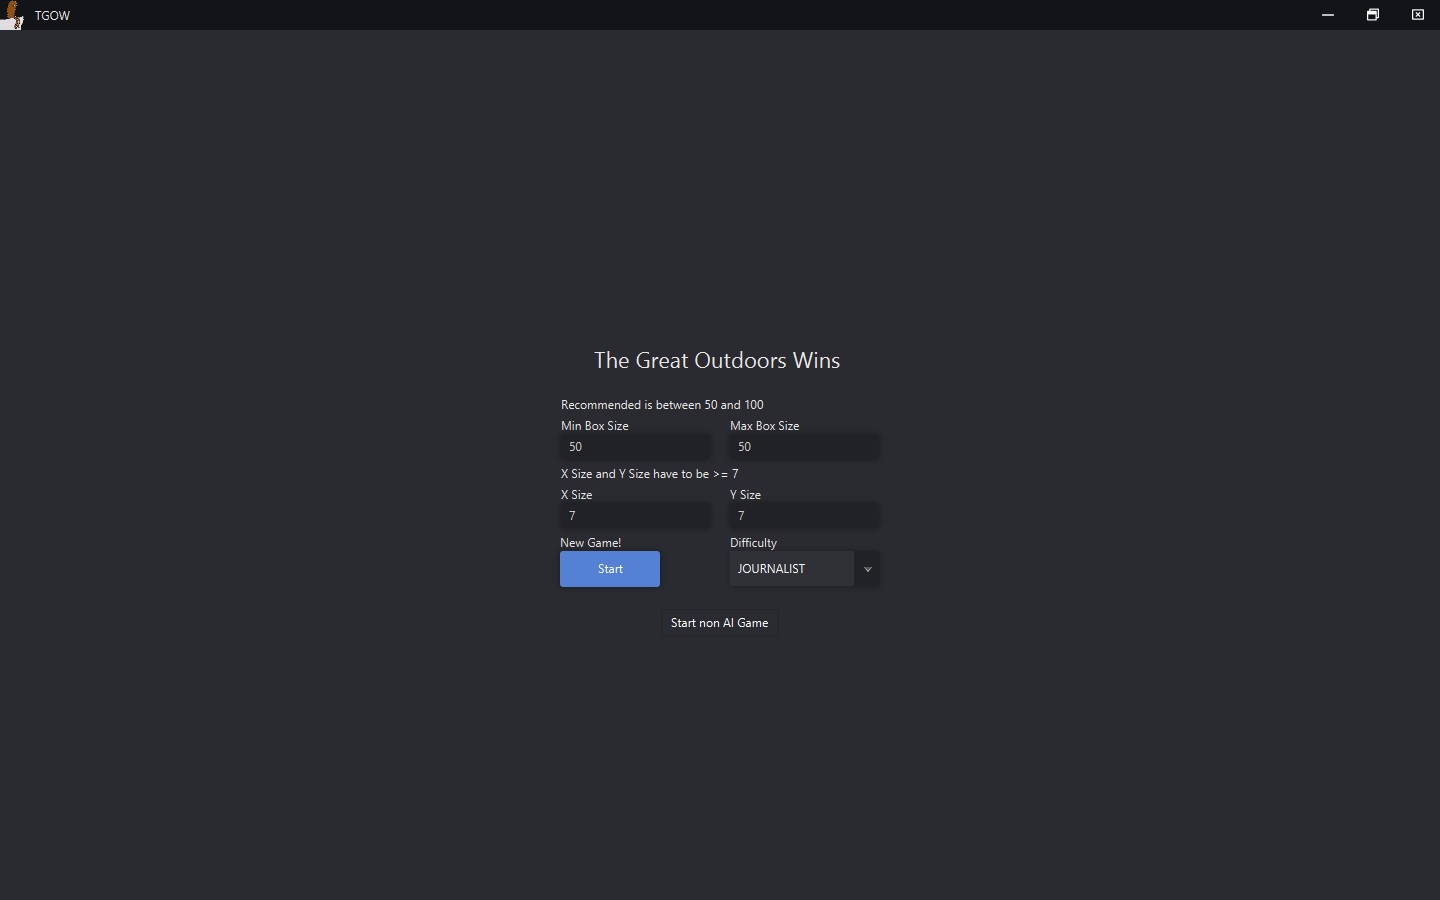 TGOW
The Great Outdoors Wins
Recommended is between 50 and 100
Min Box Size Max Box Size
50 50
X Size and Y Size have to be >= 7
X Size Y Size
7 7
New Game! Difficulty
Start JOURNALIST
Start non AI Game